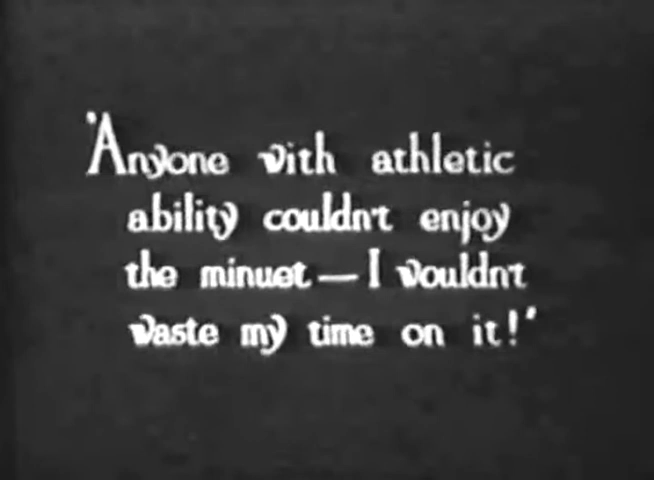 'Anyone with athletic
ability couldn't enjoy
the minuet — I wouldn't
waste my time on it!'